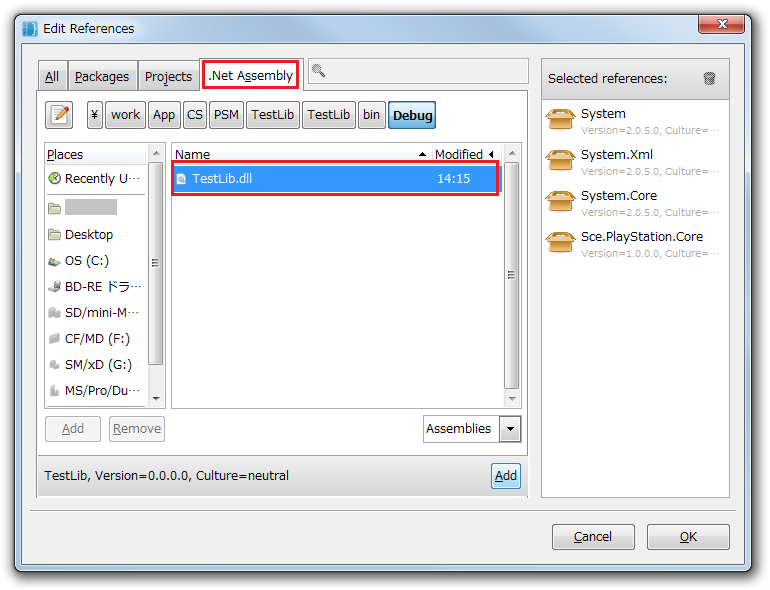 Edit References
All Packages Projects .Net Assembly
¥ work App CS PSM TestLib TestLib bin Debug
Places
Recently U···
Desktop
OS (C:)
BD-RE ドラ···
SD/mini-M···
CF/MD (F:)
SM/xD (G:)
MS/Pro/Du···
Name Modified
TestLib.dll 14:15
Add Remove
Assemblies
TestLib, Version=0.0.0.0, Culture=neutral
Add
Selected references:
System
Version=2.0.5.0, Culture=···
System.Xml
Version=2.0.5.0, Culture=···
System.Core
Version=2.0.5.0, Culture=···
Sce.PlayStation.Core
Version=1.0.0.0, Culture=···
Cancel OK